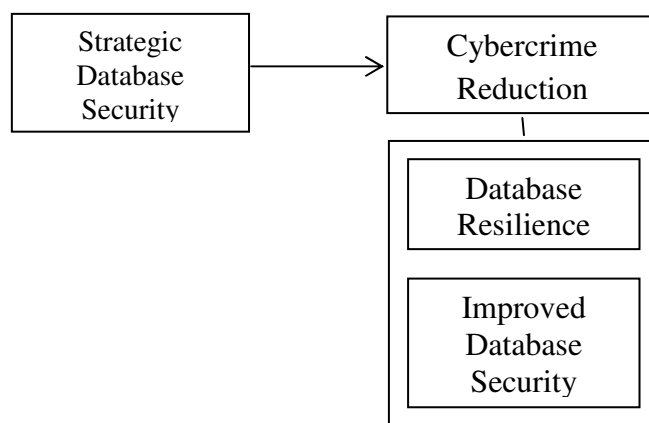 Strategic
Database
Security
Cybercrime
Reduction
Database
Resilience
Improved
Database
Security